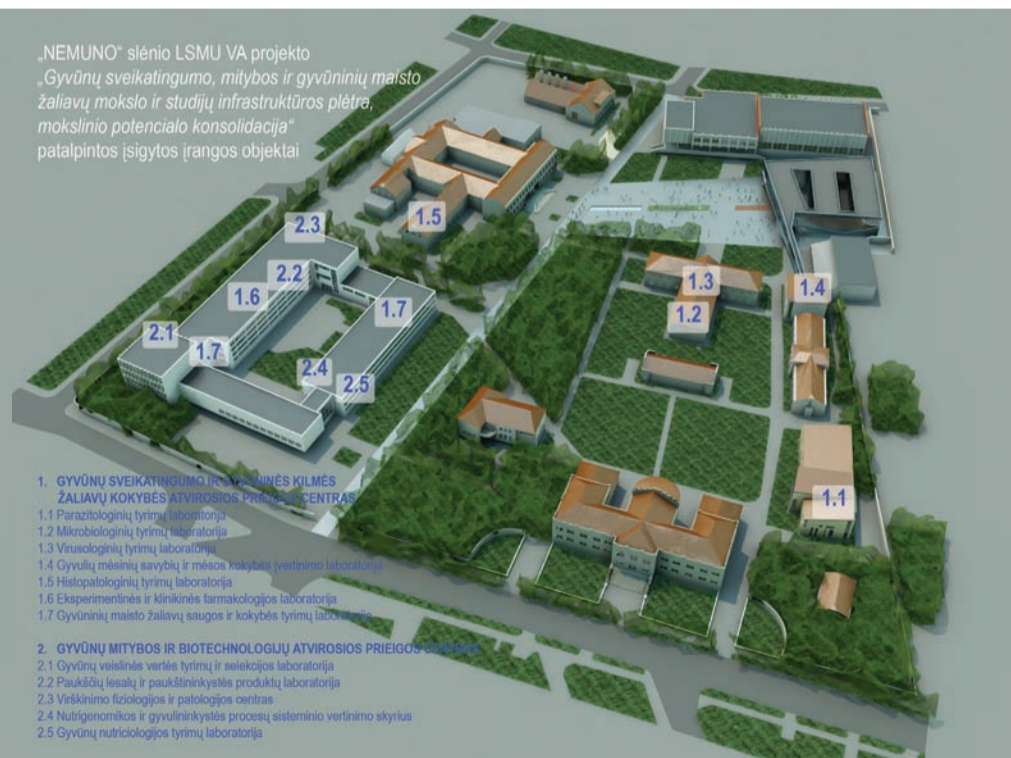 „NEMUNO“ slėnio LSMU VA projekto
„Gyvūnų sveikatingumo, mitybos ir gyvūninių maisto
žaliavų mokslo ir studijų infrastruktūros plėtra,
mokslinio potencialo konsolidacija“
patalpintos įsigytos įrangos objektai
2.3
1.5
2.2
1.3
1.6
1.7
1.4
1.2
2.1
1.7
2.4
2.5
1.1
1. GYVŪNŲ SVEIKATINGUMO IR GYVŪNINĖS KILMĖS
ŽALIAVŲ KOKYBĖS ATVIROSIOS PRIEIGOS CENTRAS
1.1 Parazitologinių tyrimų laboratorija
1.2 Mikrobiologinių tyrimų laboratorija
1.3 Virusologinių tyrimų laboratorija
1.4 Gyvulių mėsinių savybių ir mėsos kokybės įvertinimo laboratorija
1.5 Histopatologinių tyrimų laboratorija
1.6 Eksperimentinės ir klinikinės farmakologijos laboratorija
1.7 Gyvūninių maisto žaliavų saugos ir kokybės tyrimų laboratorija
2. GYVŪNŲ MITYBOS IR BIOTECHNOLOGIJŲ ATVIROSIOS PRIEIGOS CENTRAS
2.1 Gyvūnų veislinės vertės tyrimų ir selekcijos laboratorija
2.2 Paukščių lesalų ir paukštininkystės produktų laboratorija
2.3 Virškinimo fiziologijos ir patologijos centras
2.4 Nutrigenomikos ir gyvulininkystės procesų sisteminio vertinimo skyrius
2.5 Gyvūnų nutriciologijos tyrimų laboratorija